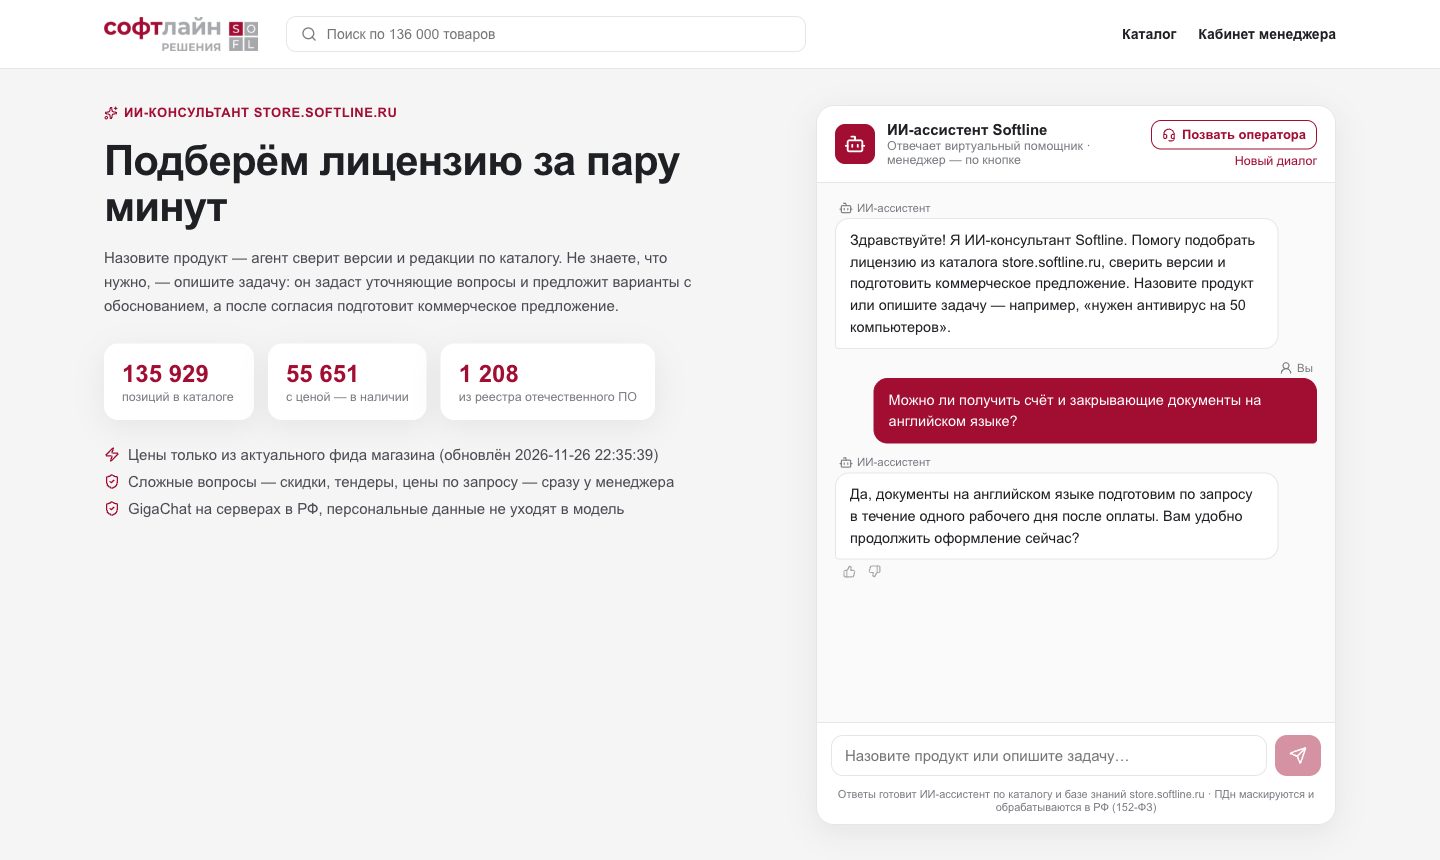 софтлайн
РЕШЕНИЯ
S O
F L
Поиск по 136 000 товаров
Каталог
Кабинет менеджера
ИИ-КОНСУЛЬТАНТ STORE.SOFTLINE.RU
Подберём лицензию за пару
минут
Назовите продукт — агент сверит версии и редакции по каталогу. Не знаете, что
нужно, — опишите задачу: он задаст уточняющие вопросы и предложит варианты с
обоснованием, а после согласия подготовит коммерческое предложение.
135 929
позиций в каталоге
55 651
с ценой — в наличии
1 208
из реестра отечественного ПО
Цены только из актуального фида магазина (обновлён 2026-11-26 22:35:39)
Сложные вопросы — скидки, тендеры, цены по запросу — сразу у менеджера
GigaChat на серверах в РФ, персональные данные не уходят в модель
ИИ-ассистент Softline
Отвечает виртуальный помощник ·
менеджер — по кнопке
Позвать оператора
Новый диалог
ИИ-ассистент
Здравствуйте! Я ИИ-консультант Softline. Помогу подобрать
лицензию из каталога store.softline.ru, сверить версии и
подготовить коммерческое предложение. Назовите продукт
или опишите задачу — например, «нужен антивирус на 50
компьютеров».
Вы
Можно ли получить счёт и закрывающие документы на
английском языке?
ИИ-ассистент
Да, документы на английском языке подготовим по запросу
в течение одного рабочего дня после оплаты. Вам удобно
продолжить оформление сейчас?
Назовите продукт или опишите задачу…
Ответы готовит ИИ-ассистент по каталогу и базе знаний store.softline.ru · ПДн маскируются и
обрабатываются в РФ (152-ФЗ)